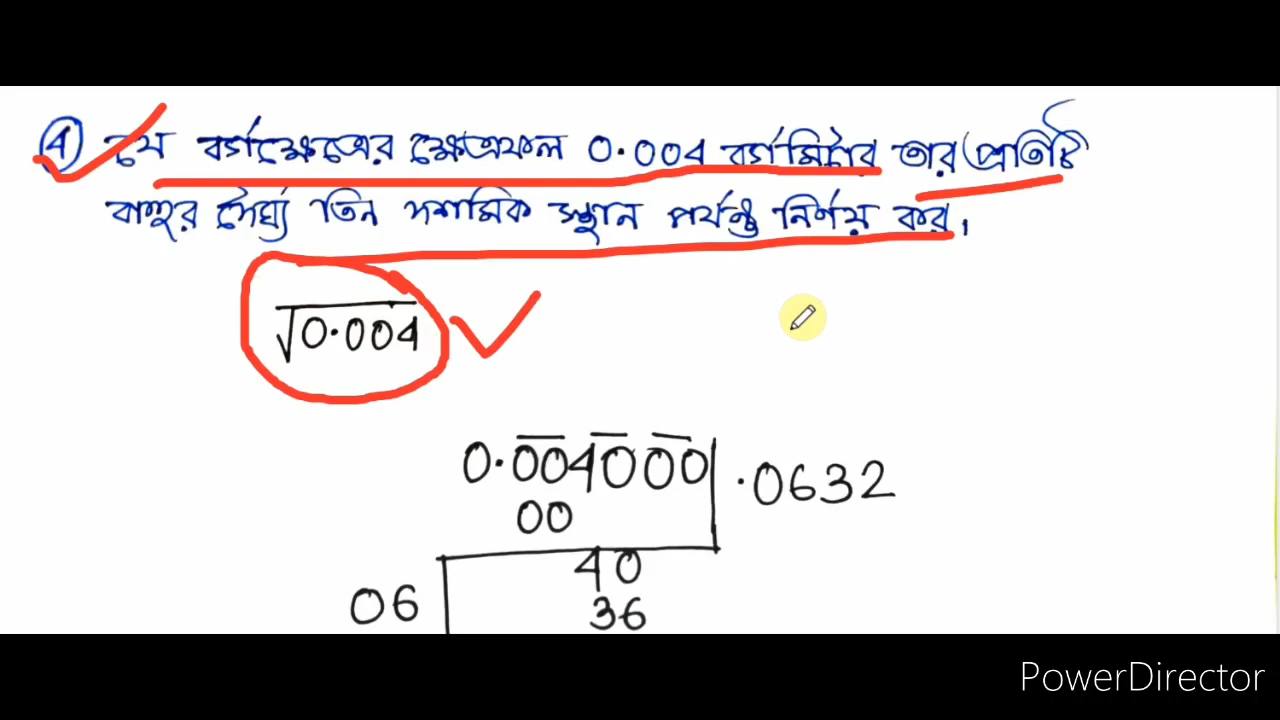 ④ যে বর্গক্ষেত্রের ক্ষেত্রফল 0.004 বর্গমিটার তার প্রতিটি
বাহুর দৈর্ঘ্য তিন দশমিক স্থান পর্যন্ত নির্ণয় কর।
√0.004
0.004000 .0632
00
40
06 36
PowerDirector